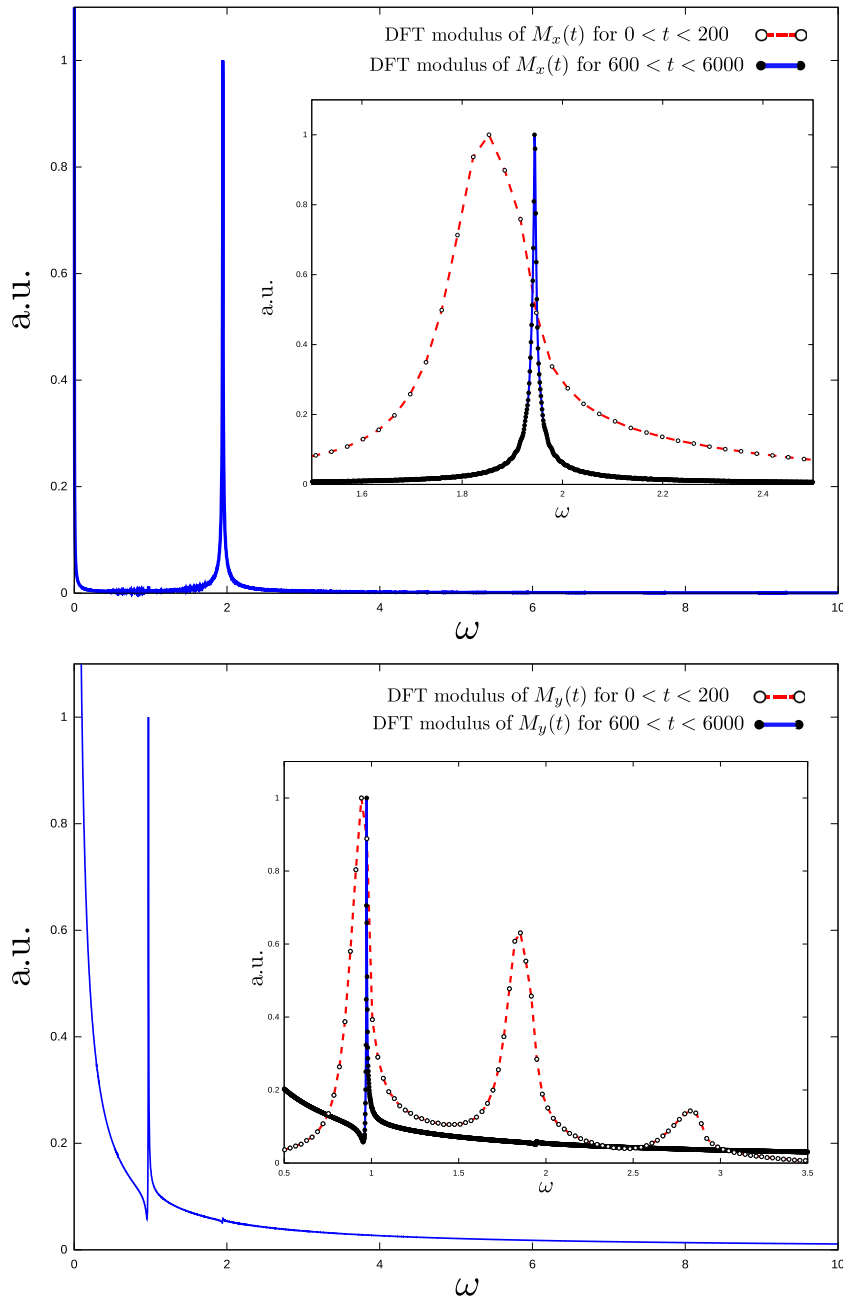 DFT modulus of M_x(t) for 0 < t < 200
DFT modulus of M_x(t) for 600 < t < 6000
a.u.
1
0.8
0.6
0.4
0.2
0
0 2 4 6 8 10
ω
a.u.
1
0.8
0.6
0.4
0.2
0
1.6 1.8 2 2.2 2.4
ω
DFT modulus of M_y(t) for 0 < t < 200
DFT modulus of M_y(t) for 600 < t < 6000
a.u.
1
0.8
0.6
0.4
0.2
0
0 2 4 6 8 10
ω
a.u.
1
0.8
0.6
0.4
0.2
0
0.5 1 1.5 2 2.5 3 3.5
ω